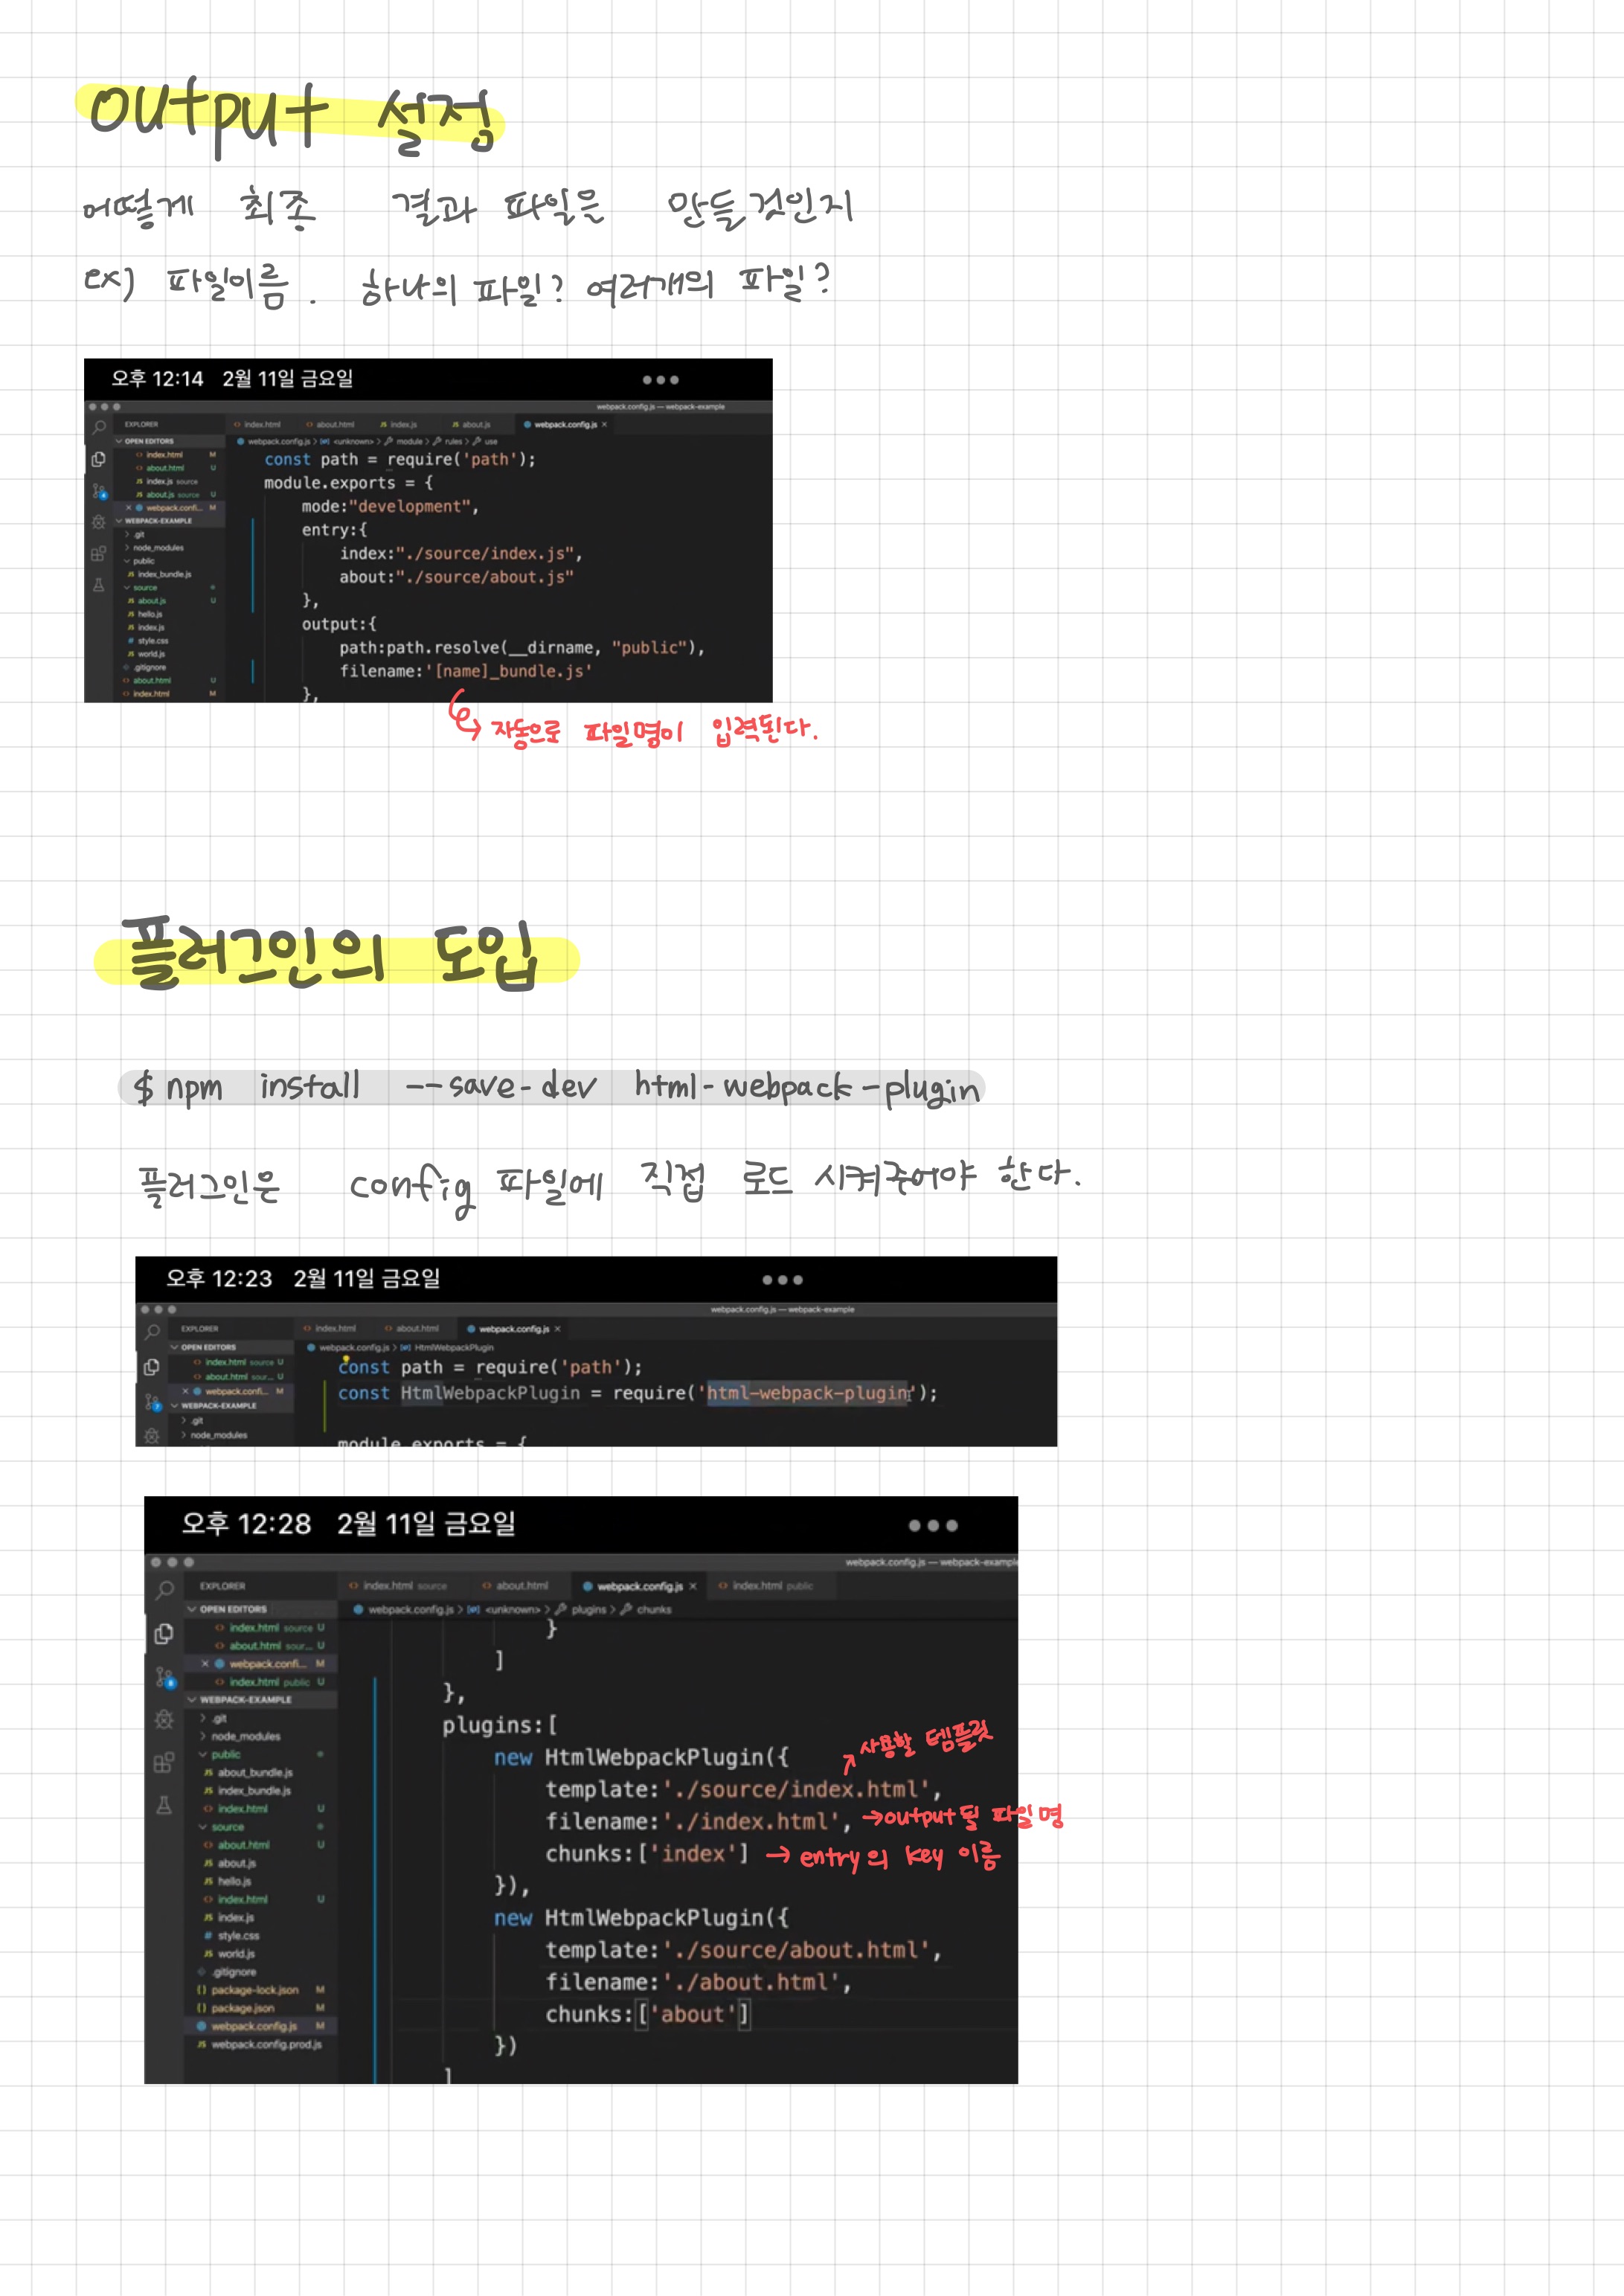 output 설정
어떻게 최종 결과 파일을 만들것인지
ex) 파일이름. 하나의 파일? 여러개의 파일?
오후 12:14 2월 11일 금요일
webpack.config.js — webpack-example
EXPLORER
index.html
about.html
index.js
about.js
webpack.config.js ×
OPEN EDITORS
webpack.config.js > <unknown> > module > rules > use
index.html M
about.html U
index.js source
about.js source U
× webpack.confi... M
WEBPACK-EXAMPLE
> .git
> node_modules
public
JS index_bundle.js
source
JS about.js U
JS hello.js
JS index.js
# style.css
JS world.js
.gitignore
about.html U
index.html M
const path = require('path');
module.exports = {
mode:"development",
entry:{
index:"./source/index.js",
about:"./source/about.js"
},
output:{
path:path.resolve(__dirname, "public"),
filename:'[name]_bundle.js'
},
자동으로 파일명이 입력된다.
플러그인의 도입
$ npm install --save-dev html-webpack-plugin
플러그인은 config 파일에 직접 로드 시켜주어야 한다.
오후 12:23 2월 11일 금요일
webpack.config.js — webpack-example
EXPLORER
index.html
about.html
webpack.config.js ×
OPEN EDITORS
webpack.config.js > HtmlWebpackPlugin
index.html source U
about.html sour... U
× webpack.confi... M
WEBPACK-EXAMPLE
> .git
> node_modules
const path = require('path');
const HtmlWebpackPlugin = require('html-webpack-plugin');
module.exports = {
오후 12:28 2월 11일 금요일
webpack.config.js — webpack-example
EXPLORER
index.html source
about.html
webpack.config.js ×
index.html public
OPEN EDITORS
webpack.config.js > <unknown> > plugins > chunks
index.html source U
about.html sour... U
× webpack.confi... M
index.html public U
WEBPACK-EXAMPLE
> .git
> node_modules
public
JS about_bundle.js
JS index_bundle.js
index.html U
source
about.html U
JS about.js
JS hello.js
index.html U
JS index.js
# style.css
JS world.js
.gitignore
{} package-lock.json M
{} package.json M
webpack.config.js M
JS webpack.config.prod.js
}
]
},
plugins:[
사용할 템플릿
new HtmlWebpackPlugin({
template:'./source/index.html',
filename:'./index.html', →output될 파일명
chunks:['index'] → entry의 key 이름
}),
new HtmlWebpackPlugin({
template:'./source/about.html',
filename:'./about.html',
chunks:['about']
})
]